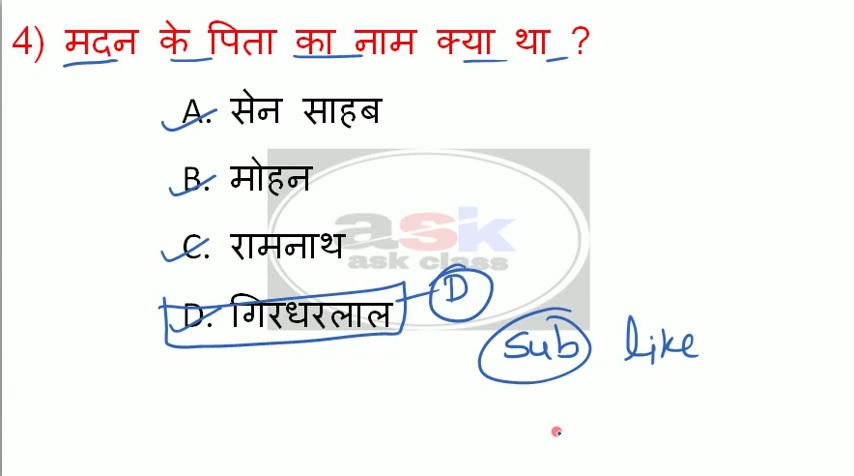 4) मदन के पिता का नाम क्या था ?
A. सेन साहब
B. मोहन
C. रामनाथ
D. गिरधरलाल
D
ask
ask class
sub like